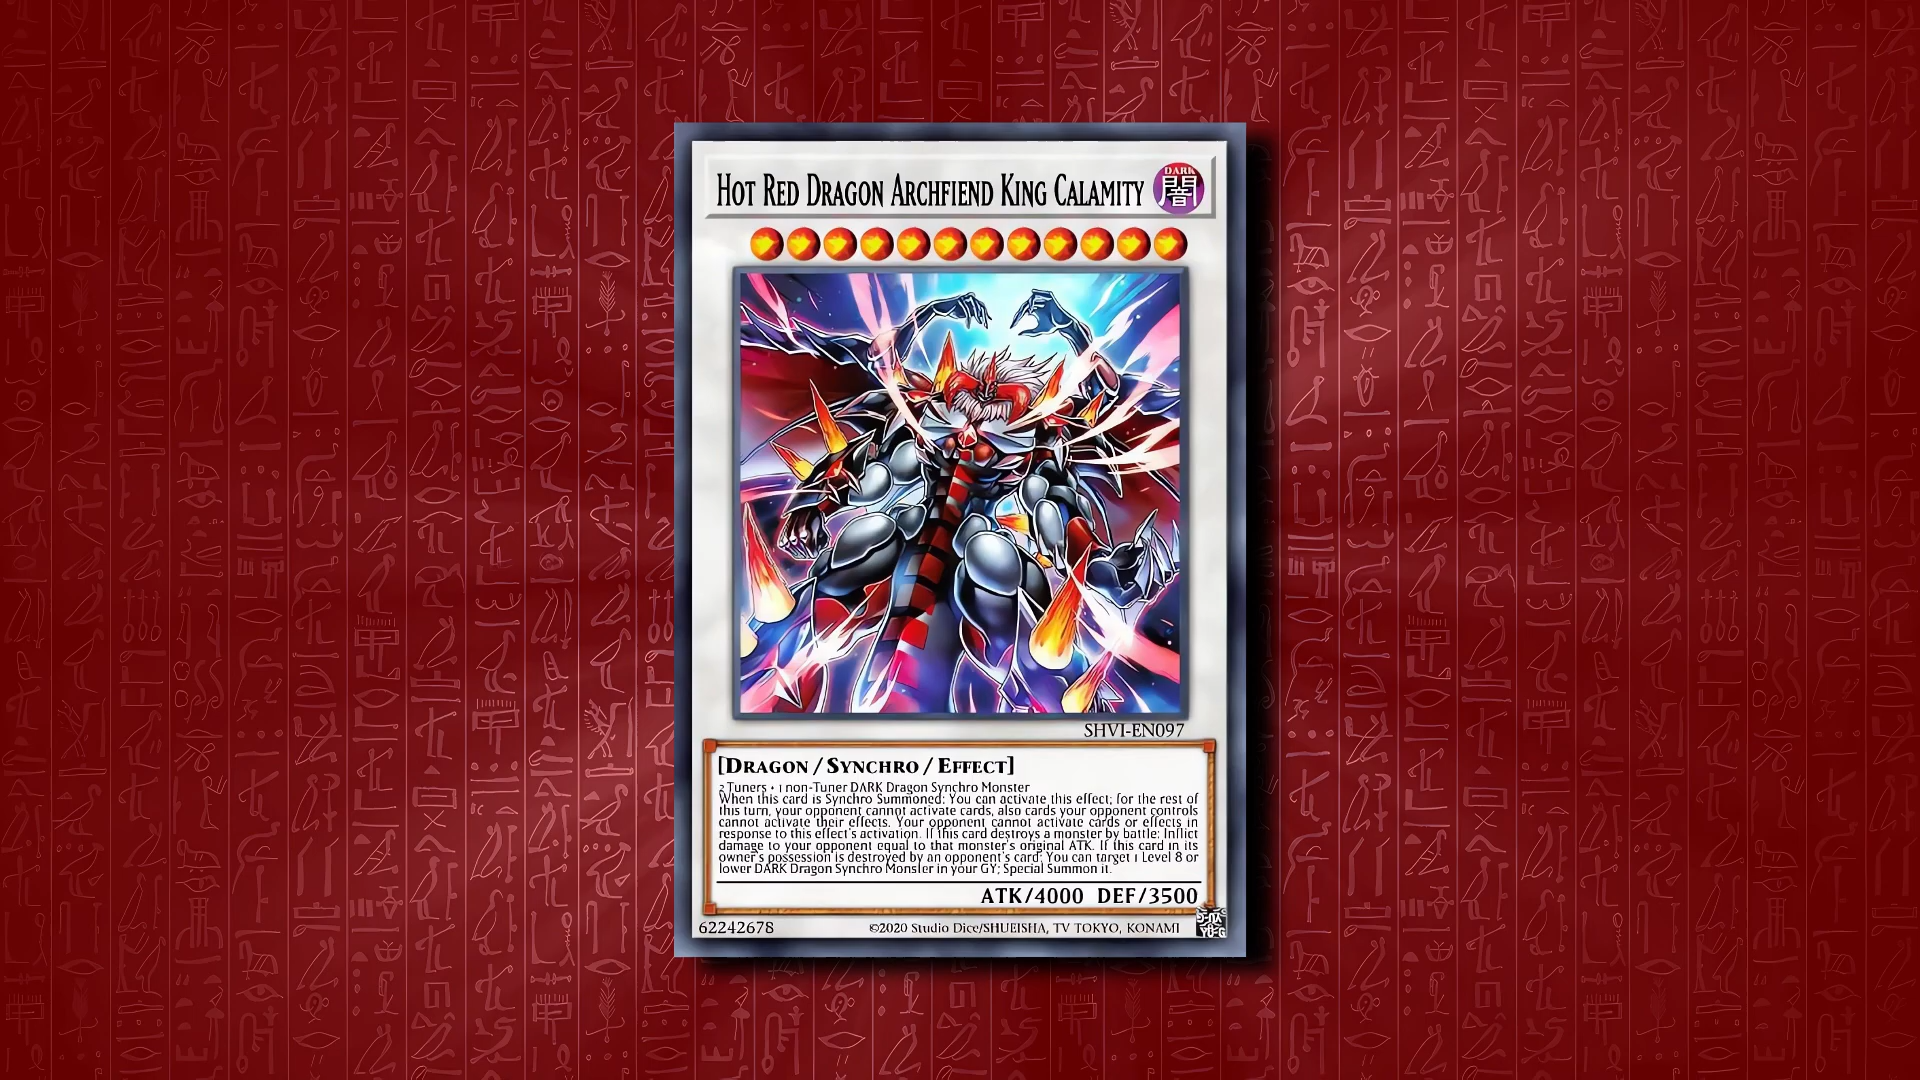 HOT RED DRAGON ARCHFIEND KING CALAMITY
DARK
闇
SHVI-EN097
[DRAGON / SYNCHRO / EFFECT]
2 Tuners + 1 non-Tuner DARK Dragon Synchro Monster
When this card is Synchro Summoned: You can activate this effect; for the rest of
this turn, your opponent cannot activate cards, also cards your opponent controls
cannot activate their effects. Your opponent cannot activate cards or effects in
response to this effect's activation. If this card destroys a monster by battle: Inflict
damage to your opponent equal to that monster's original ATK. If this card in its
owner's possession is destroyed by an opponent's card: You can target 1 Level 8 or
lower DARK Dragon Synchro Monster in your GY; Special Summon it.
ATK/4000 DEF/3500
62242678
©2020 Studio Dice/SHUEISHA, TV TOKYO, KONAMI